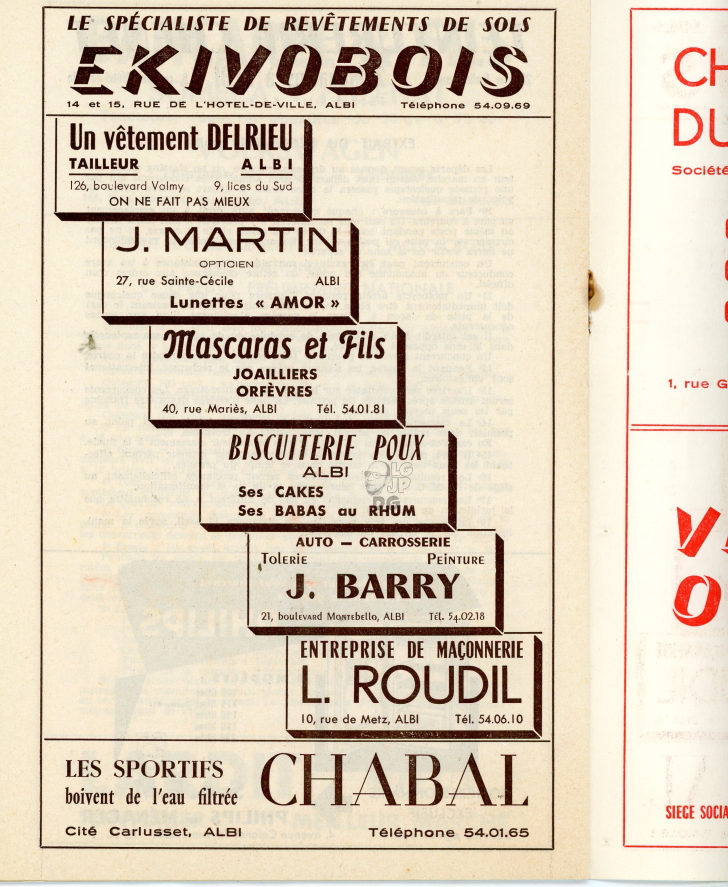 LE SPÉCIALISTE DE REVÊTEMENTS DE SOLS
EKIVOBOIS
14 et 15, RUE DE L'HOTEL-DE-VILLE, ALBI Téléphone 54.09.69
Un vêtement DELRIEU
TAILLEUR ALBI
126, boulevard Valmy 9, lices du Sud
ON NE FAIT PAS MIEUX
J. MARTIN
OPTICIEN
27, rue Sainte-Cécile ALBI
Lunettes « AMOR »
Mascaras et Fils
JOAILLIERS
ORFÈVRES
40, rue Mariès, ALBI Tél. 54.01.81
BISCUITERIE POUX
ALBI
Ses CAKES
Ses BABAS au RHUM
LG
JP
DG
AUTO — CARROSSERIE
Tolerie Peinture
J. BARRY
21, boulevard Montebello, ALBI Tél. 54.02.18
ENTREPRISE DE MAÇONNERIE
L. ROUDIL
10, rue de Metz, ALBI Tél. 54.06.10
LES SPORTIFS
boivent de l'eau filtrée
CHABAL
Cité Carlusset, ALBI Téléphone 54.01.65
CH
DU
Société
1, rue G
V
O
SIEGE SOCIA